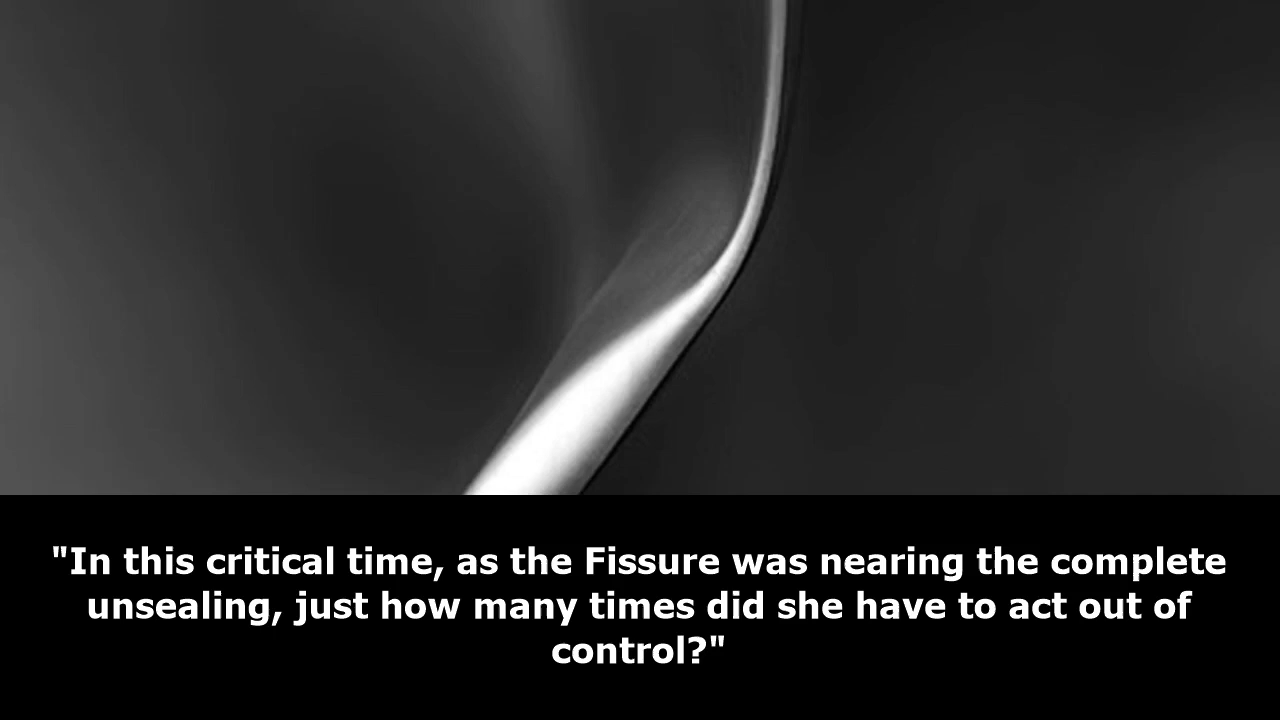 "In this critical time, as the Fissure was nearing the complete
unsealing, just how many times did she have to act out of
control?"